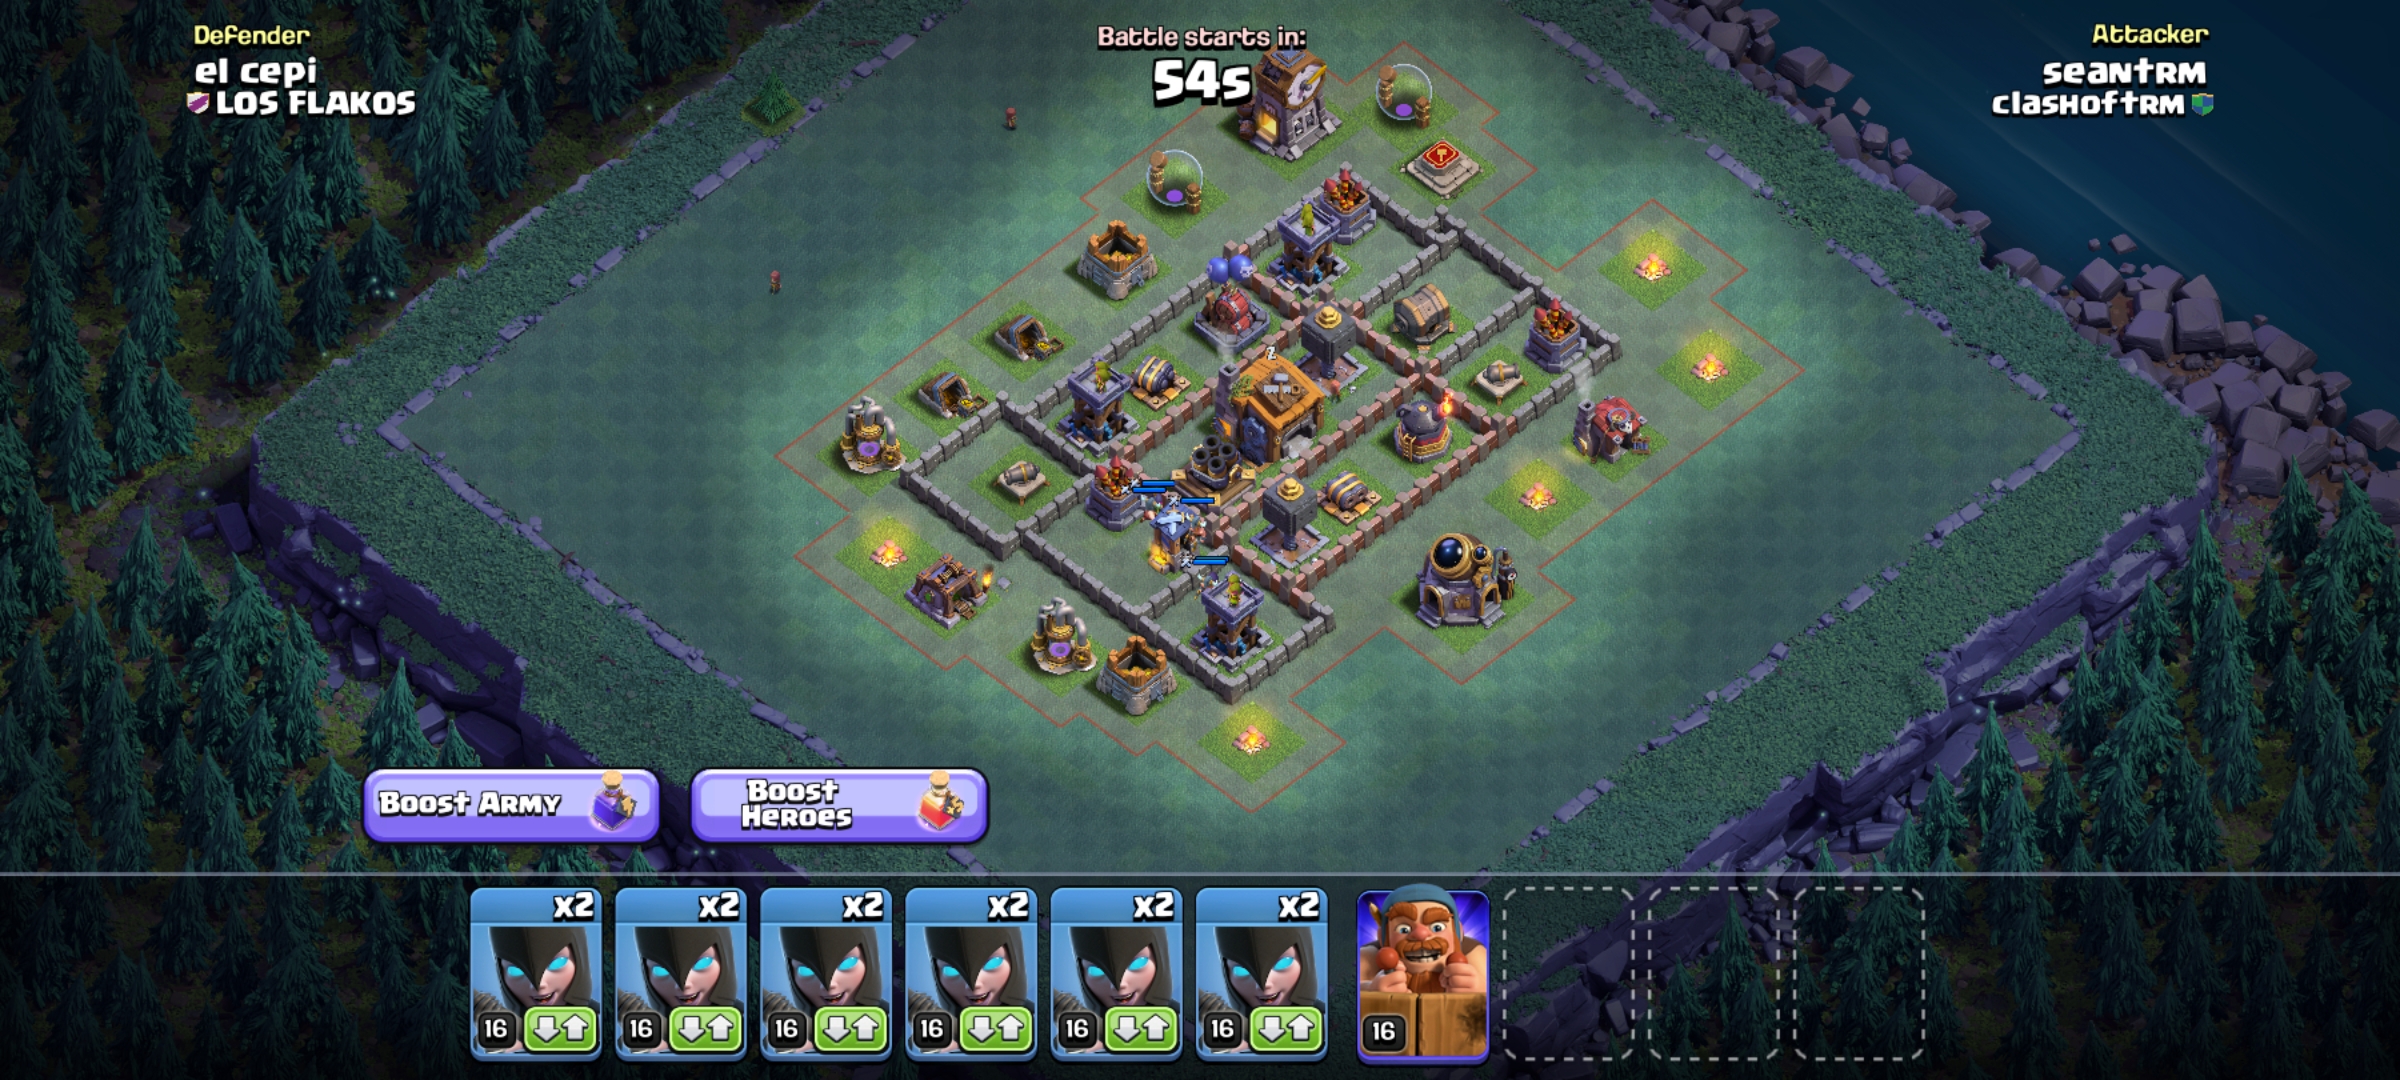 Defender
el cepi
LOS FLAKOS
Battle starts in:
54s
Attacker
seantrm
clashoftrm
Boost Army
Boost
Heroes
x2
x2
x2
x2
x2
x2
16
16
16
16
16
16
16